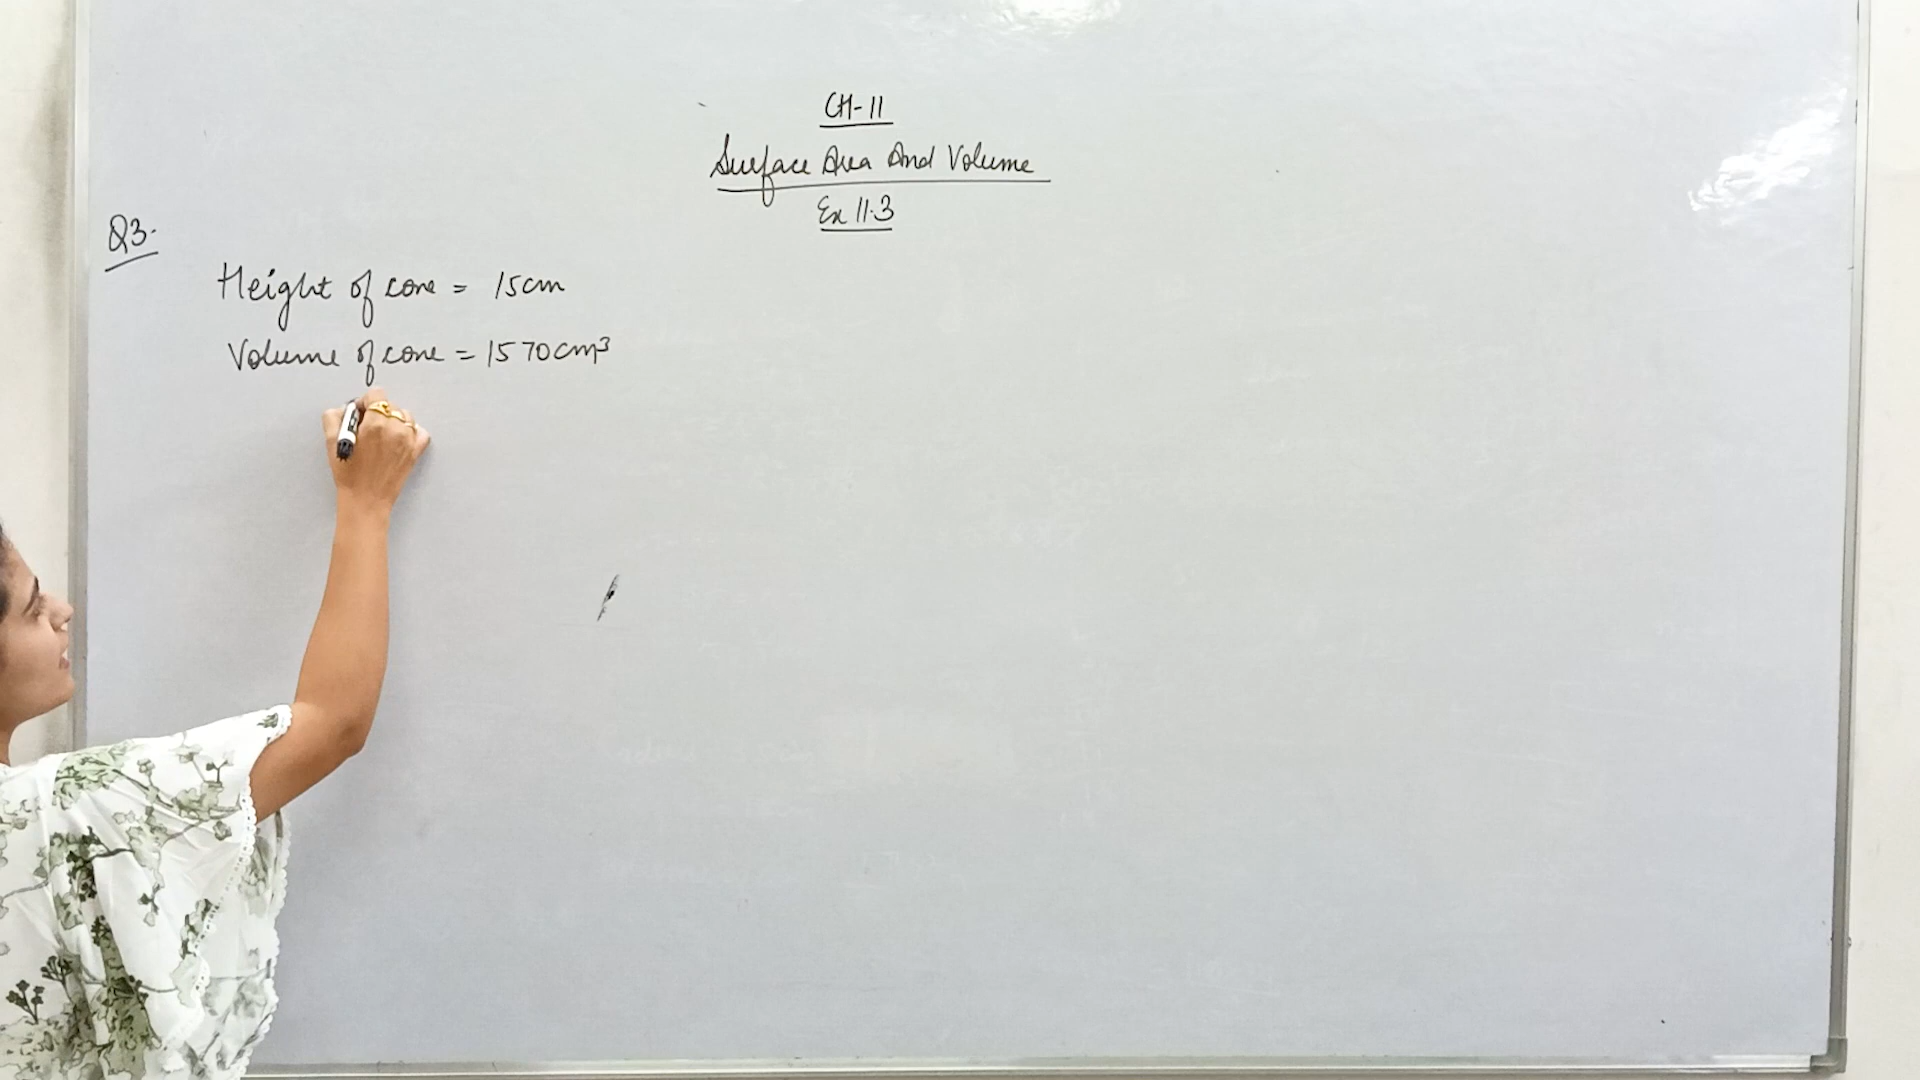 CH-11
Surface Area And Volume
Ex 11.3
Q3.
Height of cone = 15cm
Volume of cone = 1570cm³